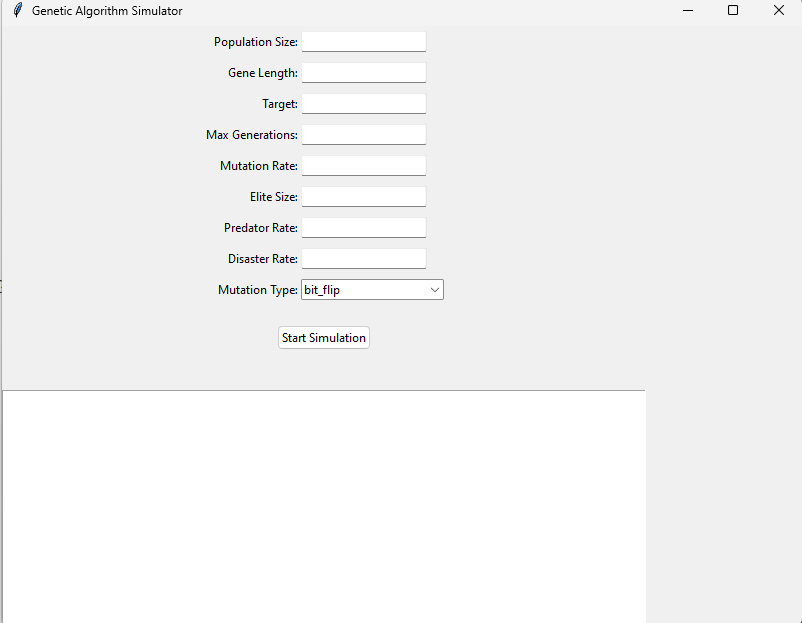 Genetic Algorithm Simulator
Population Size:
Gene Length:
Target:
Max Generations:
Mutation Rate:
Elite Size:
Predator Rate:
Disaster Rate:
Mutation Type: bit_flip
Start Simulation